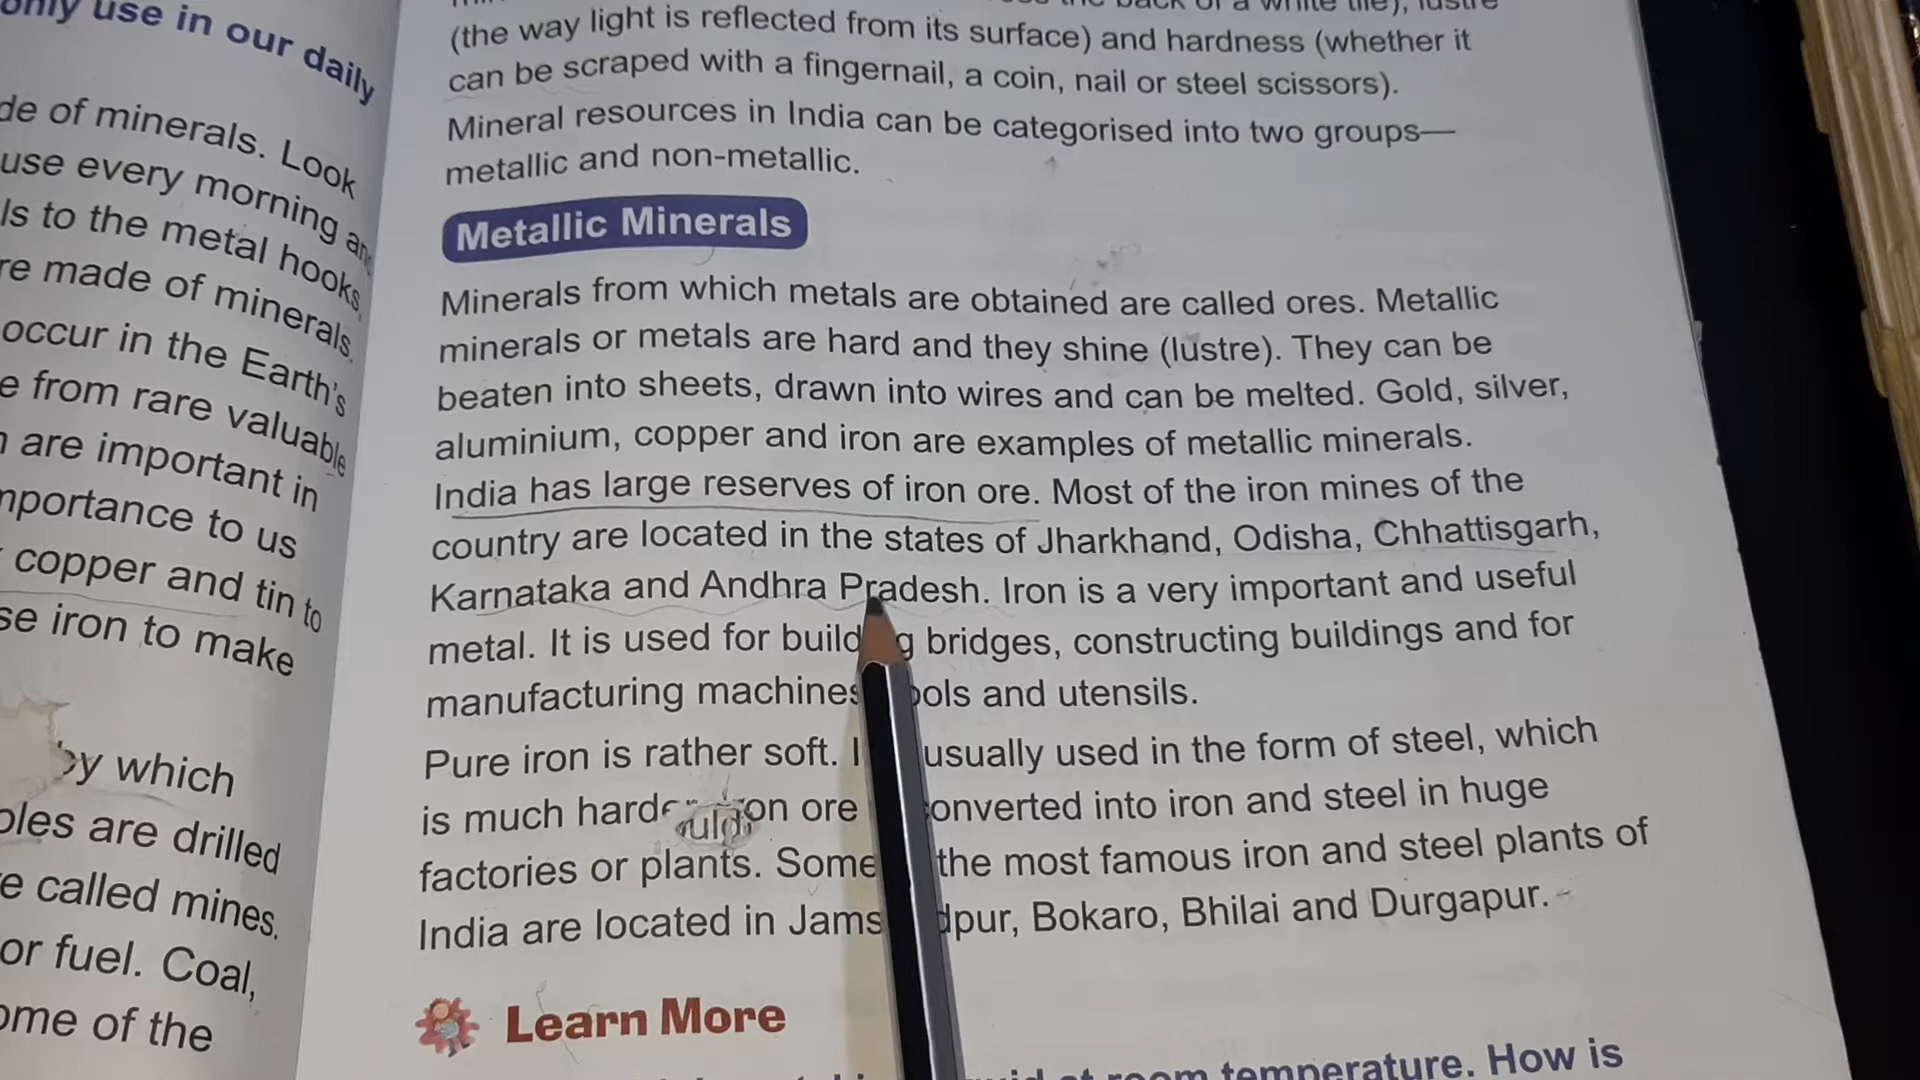 only use in our daily
de of minerals. Look
use every morning and
ls to the metal hooks,
re made of minerals.
occur in the Earth's
e from rare valuable
are important in
mportance to us
copper and tin to
se iron to make
by which
oles are drilled
e called mines.
or fuel. Coal,
ome of the
(the way light is reflected from its surface) and hardness (whether it
can be scraped with a fingernail, a coin, nail or steel scissors).
Mineral resources in India can be categorised into two groups—
metallic and non-metallic.
Metallic Minerals
Minerals from which metals are obtained are called ores. Metallic
minerals or metals are hard and they shine (lustre). They can be
beaten into sheets, drawn into wires and can be melted. Gold, silver,
aluminium, copper and iron are examples of metallic minerals.
India has large reserves of iron ore. Most of the iron mines of the
country are located in the states of Jharkhand, Odisha, Chhattisgarh,
Karnataka and Andhra Pradesh. Iron is a very important and useful
metal. It is used for build g bridges, constructing buildings and for
manufacturing machines ools and utensils.
Pure iron is rather soft. I usually used in the form of steel, which
is much harde on ore converted into iron and steel in huge
factories or plants. Some the most famous iron and steel plants of
India are located in Jams dpur, Bokaro, Bhilai and Durgapur.
Learn More
room temperature. How is